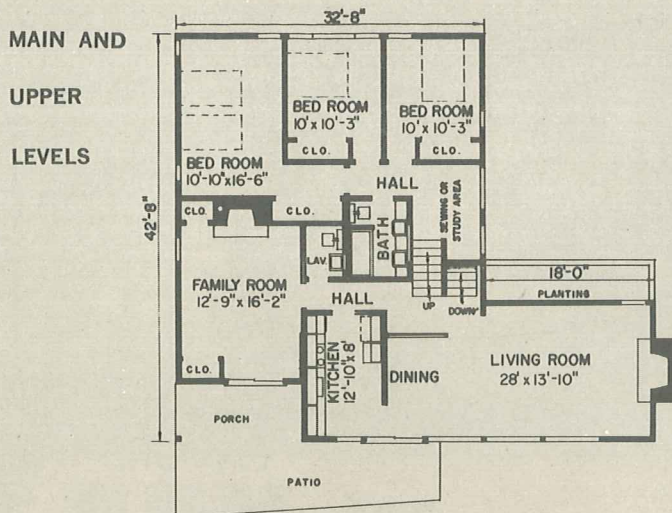 32'-8"
MAIN AND
UPPER
LEVELS
BED ROOM
10' x 10'-3"
BED ROOM
10' x 10'-3"
CLO.
CLO.
BED ROOM
10'-10"x16'-6"
HALL
SEWING OR
STUDY AREA
42'-8"
CLO.
CLO.
BATH
LAV.
FAMILY ROOM
12'-9" x 16'-2"
HALL
UP
DOWN
18'-0"
PLANTING
CLO.
KITCHEN
12'-10"x 8'
DINING
LIVING ROOM
28' x 13'-10"
PORCH
PATIO